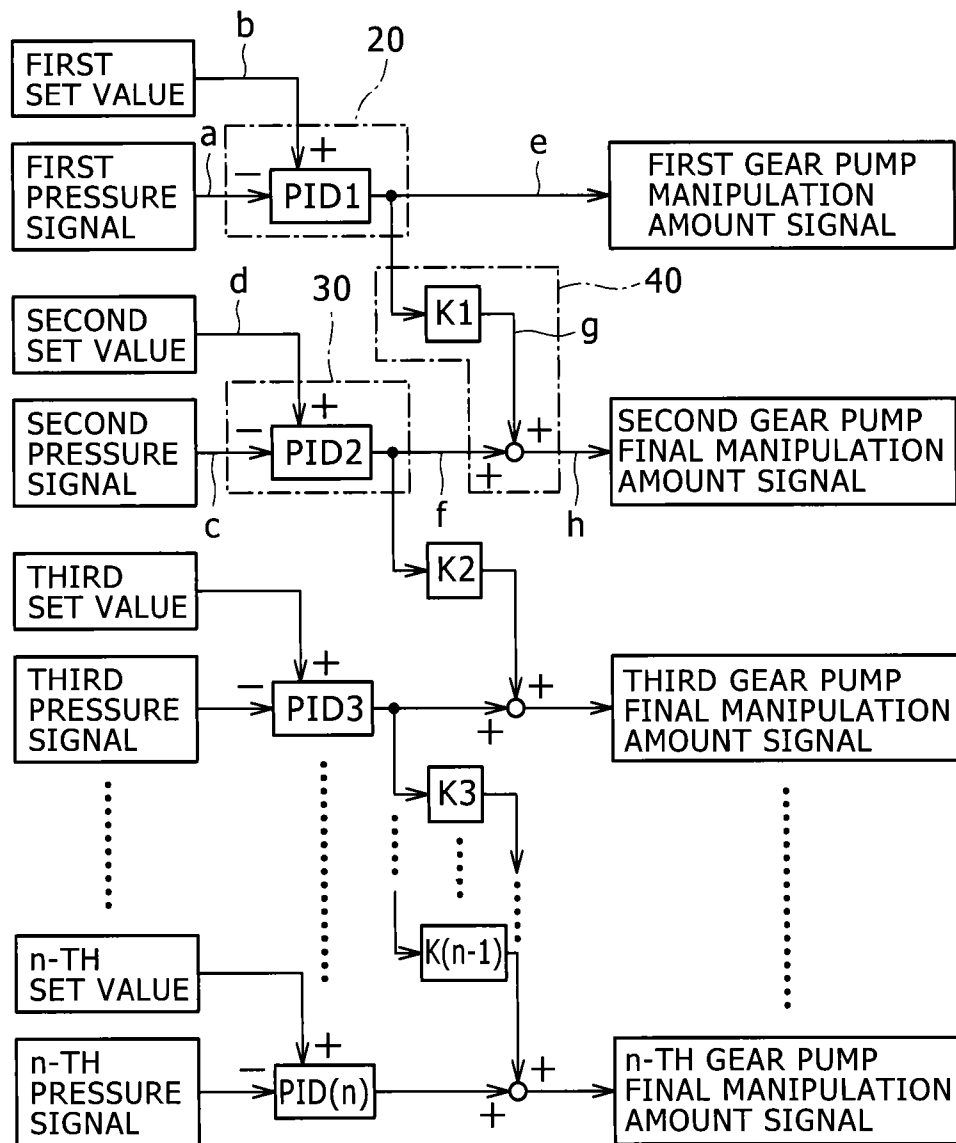 b
20
40
FIRST
SET VALUE
a
+
e
FIRST
PRESSURE
SIGNAL
−
PID1
FIRST GEAR PUMP
MANIPULATION
AMOUNT SIGNAL
d
30
K1
g
SECOND
SET VALUE
+
+
SECOND
PRESSURE
SIGNAL
−
PID2
+
SECOND GEAR PUMP
FINAL MANIPULATION
AMOUNT SIGNAL
c
f
h
K2
THIRD
SET VALUE
+
+
THIRD
PRESSURE
SIGNAL
−
PID3
+
THIRD GEAR PUMP
FINAL MANIPULATION
AMOUNT SIGNAL
K3
K(n-1)
n-TH
SET VALUE
+
+
n-TH
PRESSURE
SIGNAL
−
PID(n)
+
n-TH GEAR PUMP
FINAL MANIPULATION
AMOUNT SIGNAL